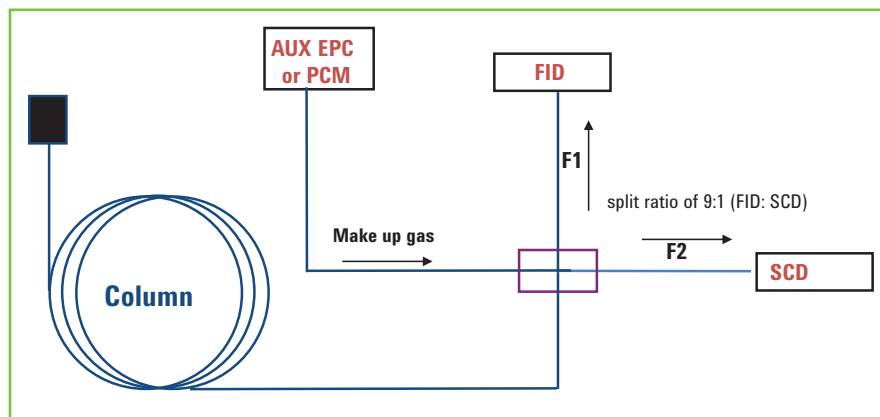 AUX EPC
or PCM
FID
F1
split ratio of 9:1 (FID: SCD)
Make up gas
F2
SCD
Column